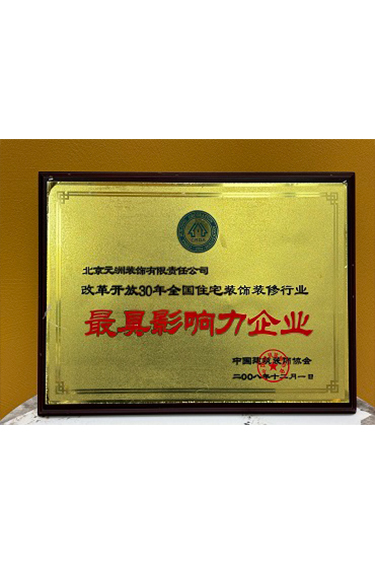 北京元洲装饰有限责任公司
改革开放30年全国住宅装饰装修行业
最具影响力企业
中国建筑装饰协会
二〇〇八年十二月一日